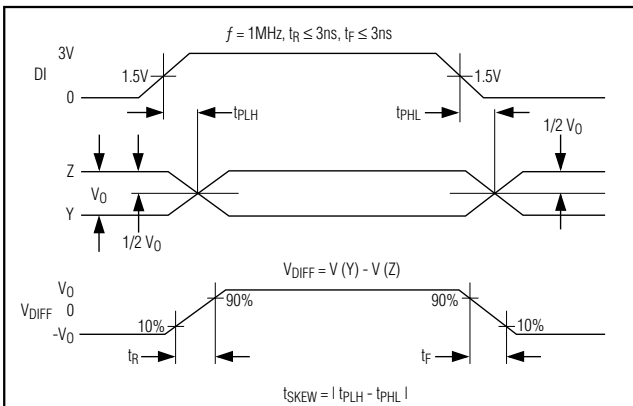 f = 1MHz, tR ≤ 3ns, tF ≤ 3ns
3V
DI
1.5V
1.5V
0
tPLH
tPHL
1/2 VO
Z
VO
Y
1/2 VO
VDIFF = V (Y) - V (Z)
VO
VDIFF 0
90%
90%
-VO
10%
10%
tR
tF
tSKEW = | tPLH - tPHL |